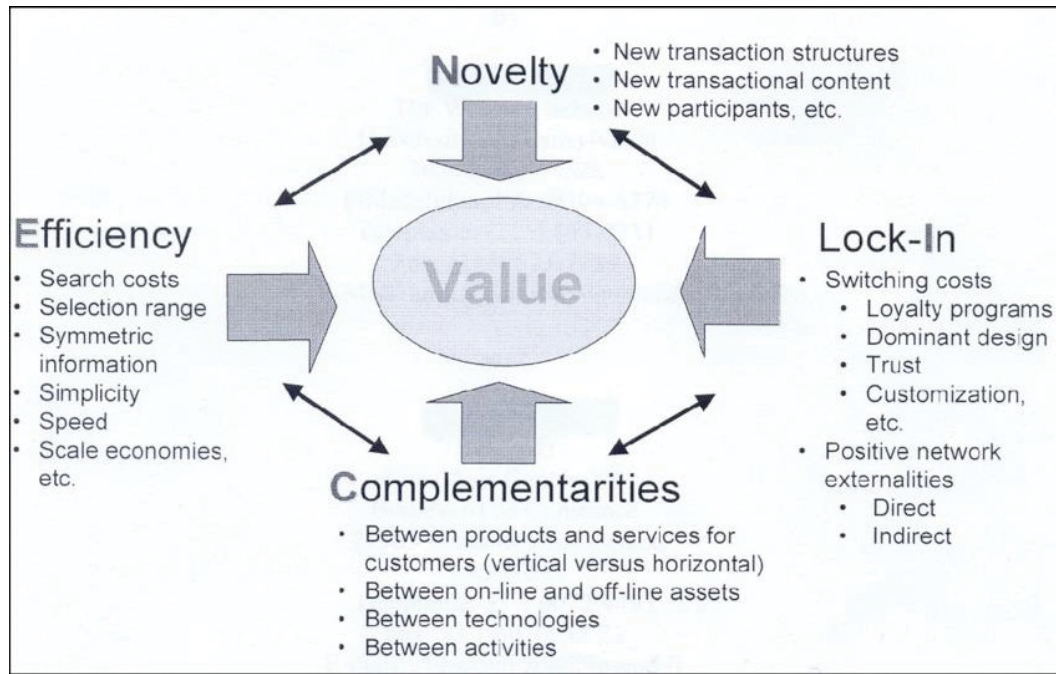 Novelty
• New transaction structures
• New transactional content
• New participants, etc.
Efficiency
• Search costs
• Selection range
• Symmetric
information
• Simplicity
• Speed
• Scale economies,
etc.
Value
Lock-In
• Switching costs
• Loyalty programs
• Dominant design
• Trust
• Customization,
etc.
• Positive network
externalities
• Direct
• Indirect
Complementarities
• Between products and services for
customers (vertical versus horizontal)
• Between on-line and off-line assets
• Between technologies
• Between activities